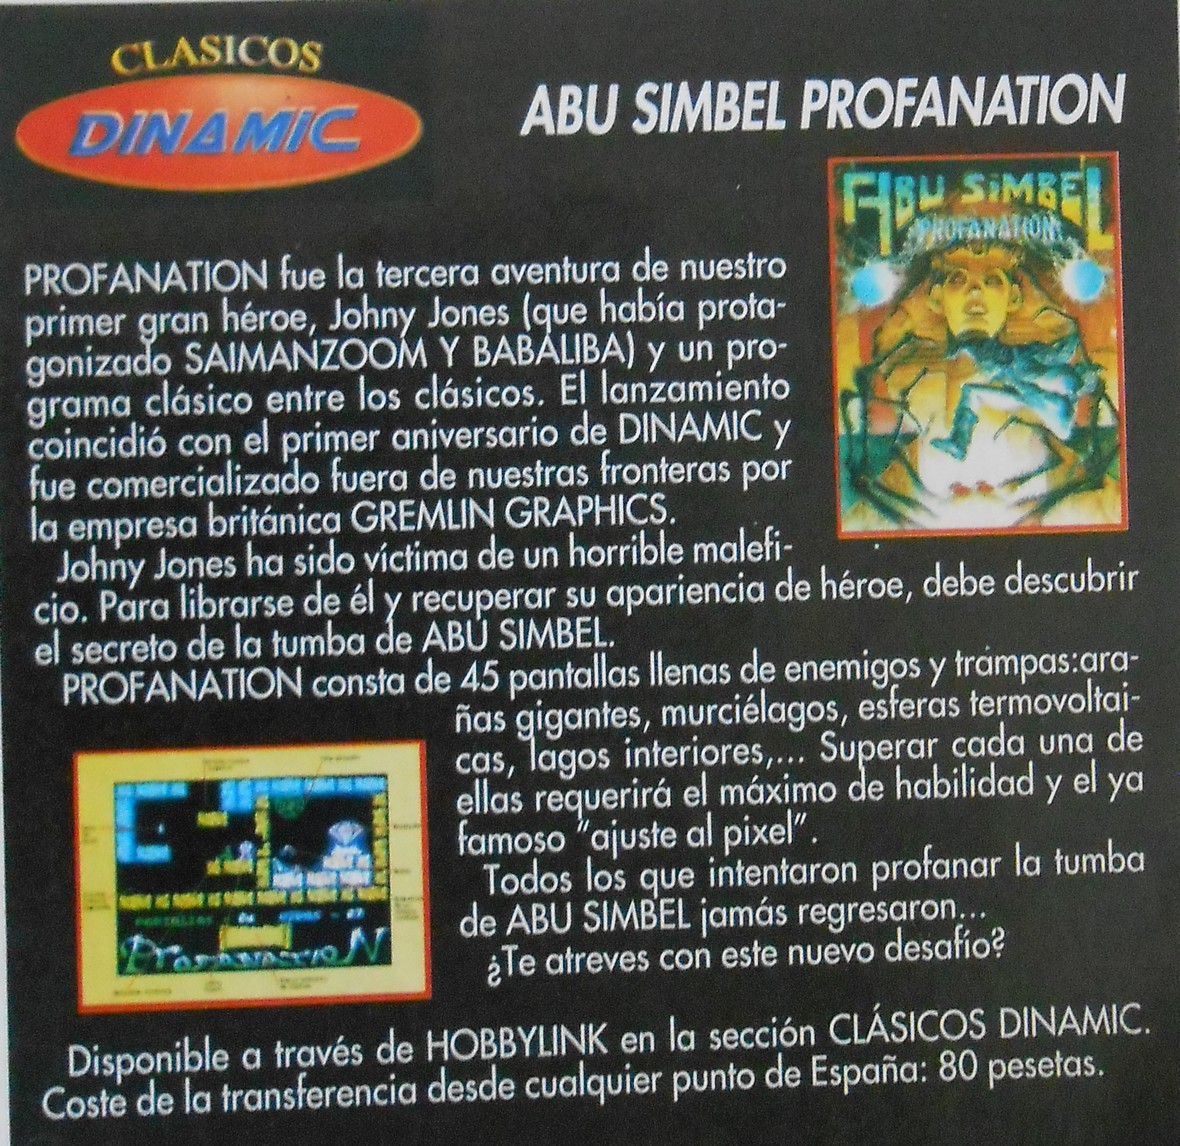 CLASICOS
DINAMIC
ABU SIMBEL PROFANATION
ABU SIMBEL
PROFANATION
PROFANATION fue la tercera aventura de nuestro
primer gran héroe, Johny Jones (que había prota-
gonizado SAIMANZOOM Y BABALIBA) y un pro-
grama clásico entre los clásicos. El lanzamiento
coincidió con el primer aniversario de DINAMIC y
fue comercializado fuera de nuestras fronteras por
la empresa británica GREMLIN GRAPHICS.
Johny Jones ha sido víctima de un horrible malefi-
cio. Para librarse de él y recuperar su apariencia de héroe, debe descubrir
el secreto de la tumba de ABU SIMBEL.
PROFANATION consta de 45 pantallas llenas de enemigos y trampas:ara-
ñas gigantes, murciélagos, esferas termovoltai-
cas, lagos interiores,... Superar cada una de
ellas requerirá el máximo de habilidad y el ya
famoso "ajuste al pixel".
Todos los que intentaron profanar la tumba
de ABU SIMBEL jamás regresaron...
¿Te atreves con este nuevo desafío?
Profanation
Disponible a través de HOBBYLINK en la sección CLÁSICOS DINAMIC.
Coste de la transferencia desde cualquier punto de España: 80 pesetas.